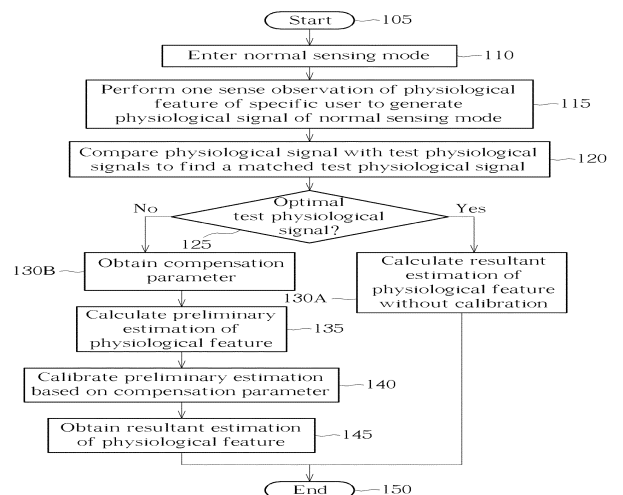 Start
105
Enter normal sensing mode
110
Perform one sense observation of physiological
feature of specific user to generate
physiological signal of normal sensing mode
115
Compare physiological signal with test physiological
signals to find a matched test physiological signal
120
Optimal
test physiological
signal?
No
Yes
125
Obtain compensation
parameter
130B
Calculate resultant
estimation of
physiological feature
without calibration
130A
Calculate preliminary
estimation of
physiological feature
135
Calibrate preliminary estimation
based on compensation parameter
140
Obtain resultant estimation
of physiological feature
145
End
150